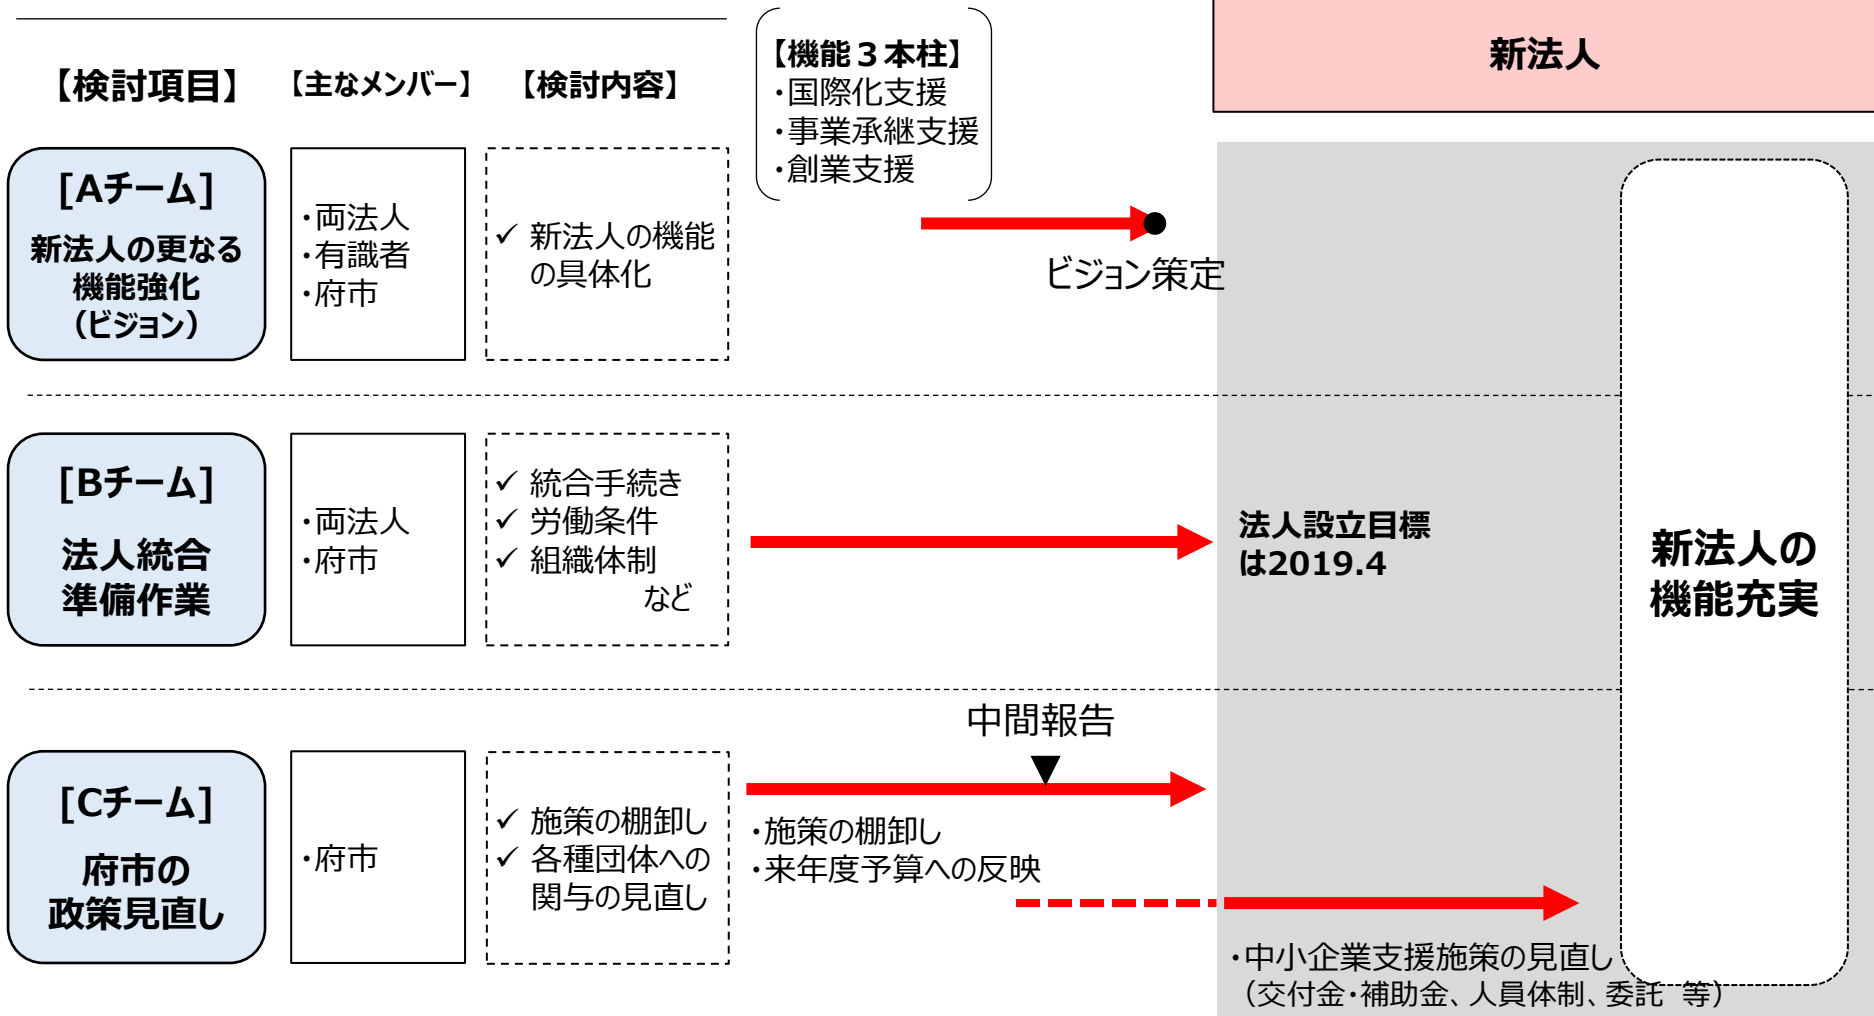 【検討項目】
【主なメンバー】
【検討内容】
【機能３本柱】
・国際化支援
・事業承継支援
・創業支援
新法人
[Aチーム]
新法人の更なる
機能強化
（ビジョン）
・両法人
・有識者
・府市
✓ 新法人の機能
の具体化
ビジョン策定
[Bチーム]
法人統合
準備作業
・両法人
・府市
✓ 統合手続き
✓ 労働条件
✓ 組織体制
など
法人設立目標
は2019.4
新法人の
機能充実
[Cチーム]
府市の
政策見直し
・府市
✓ 施策の棚卸し
✓ 各種団体への
関与の見直し
中間報告
・施策の棚卸し
・来年度予算への反映
・中小企業支援施策の見直し
（交付金・補助金、人員体制、委託　等）